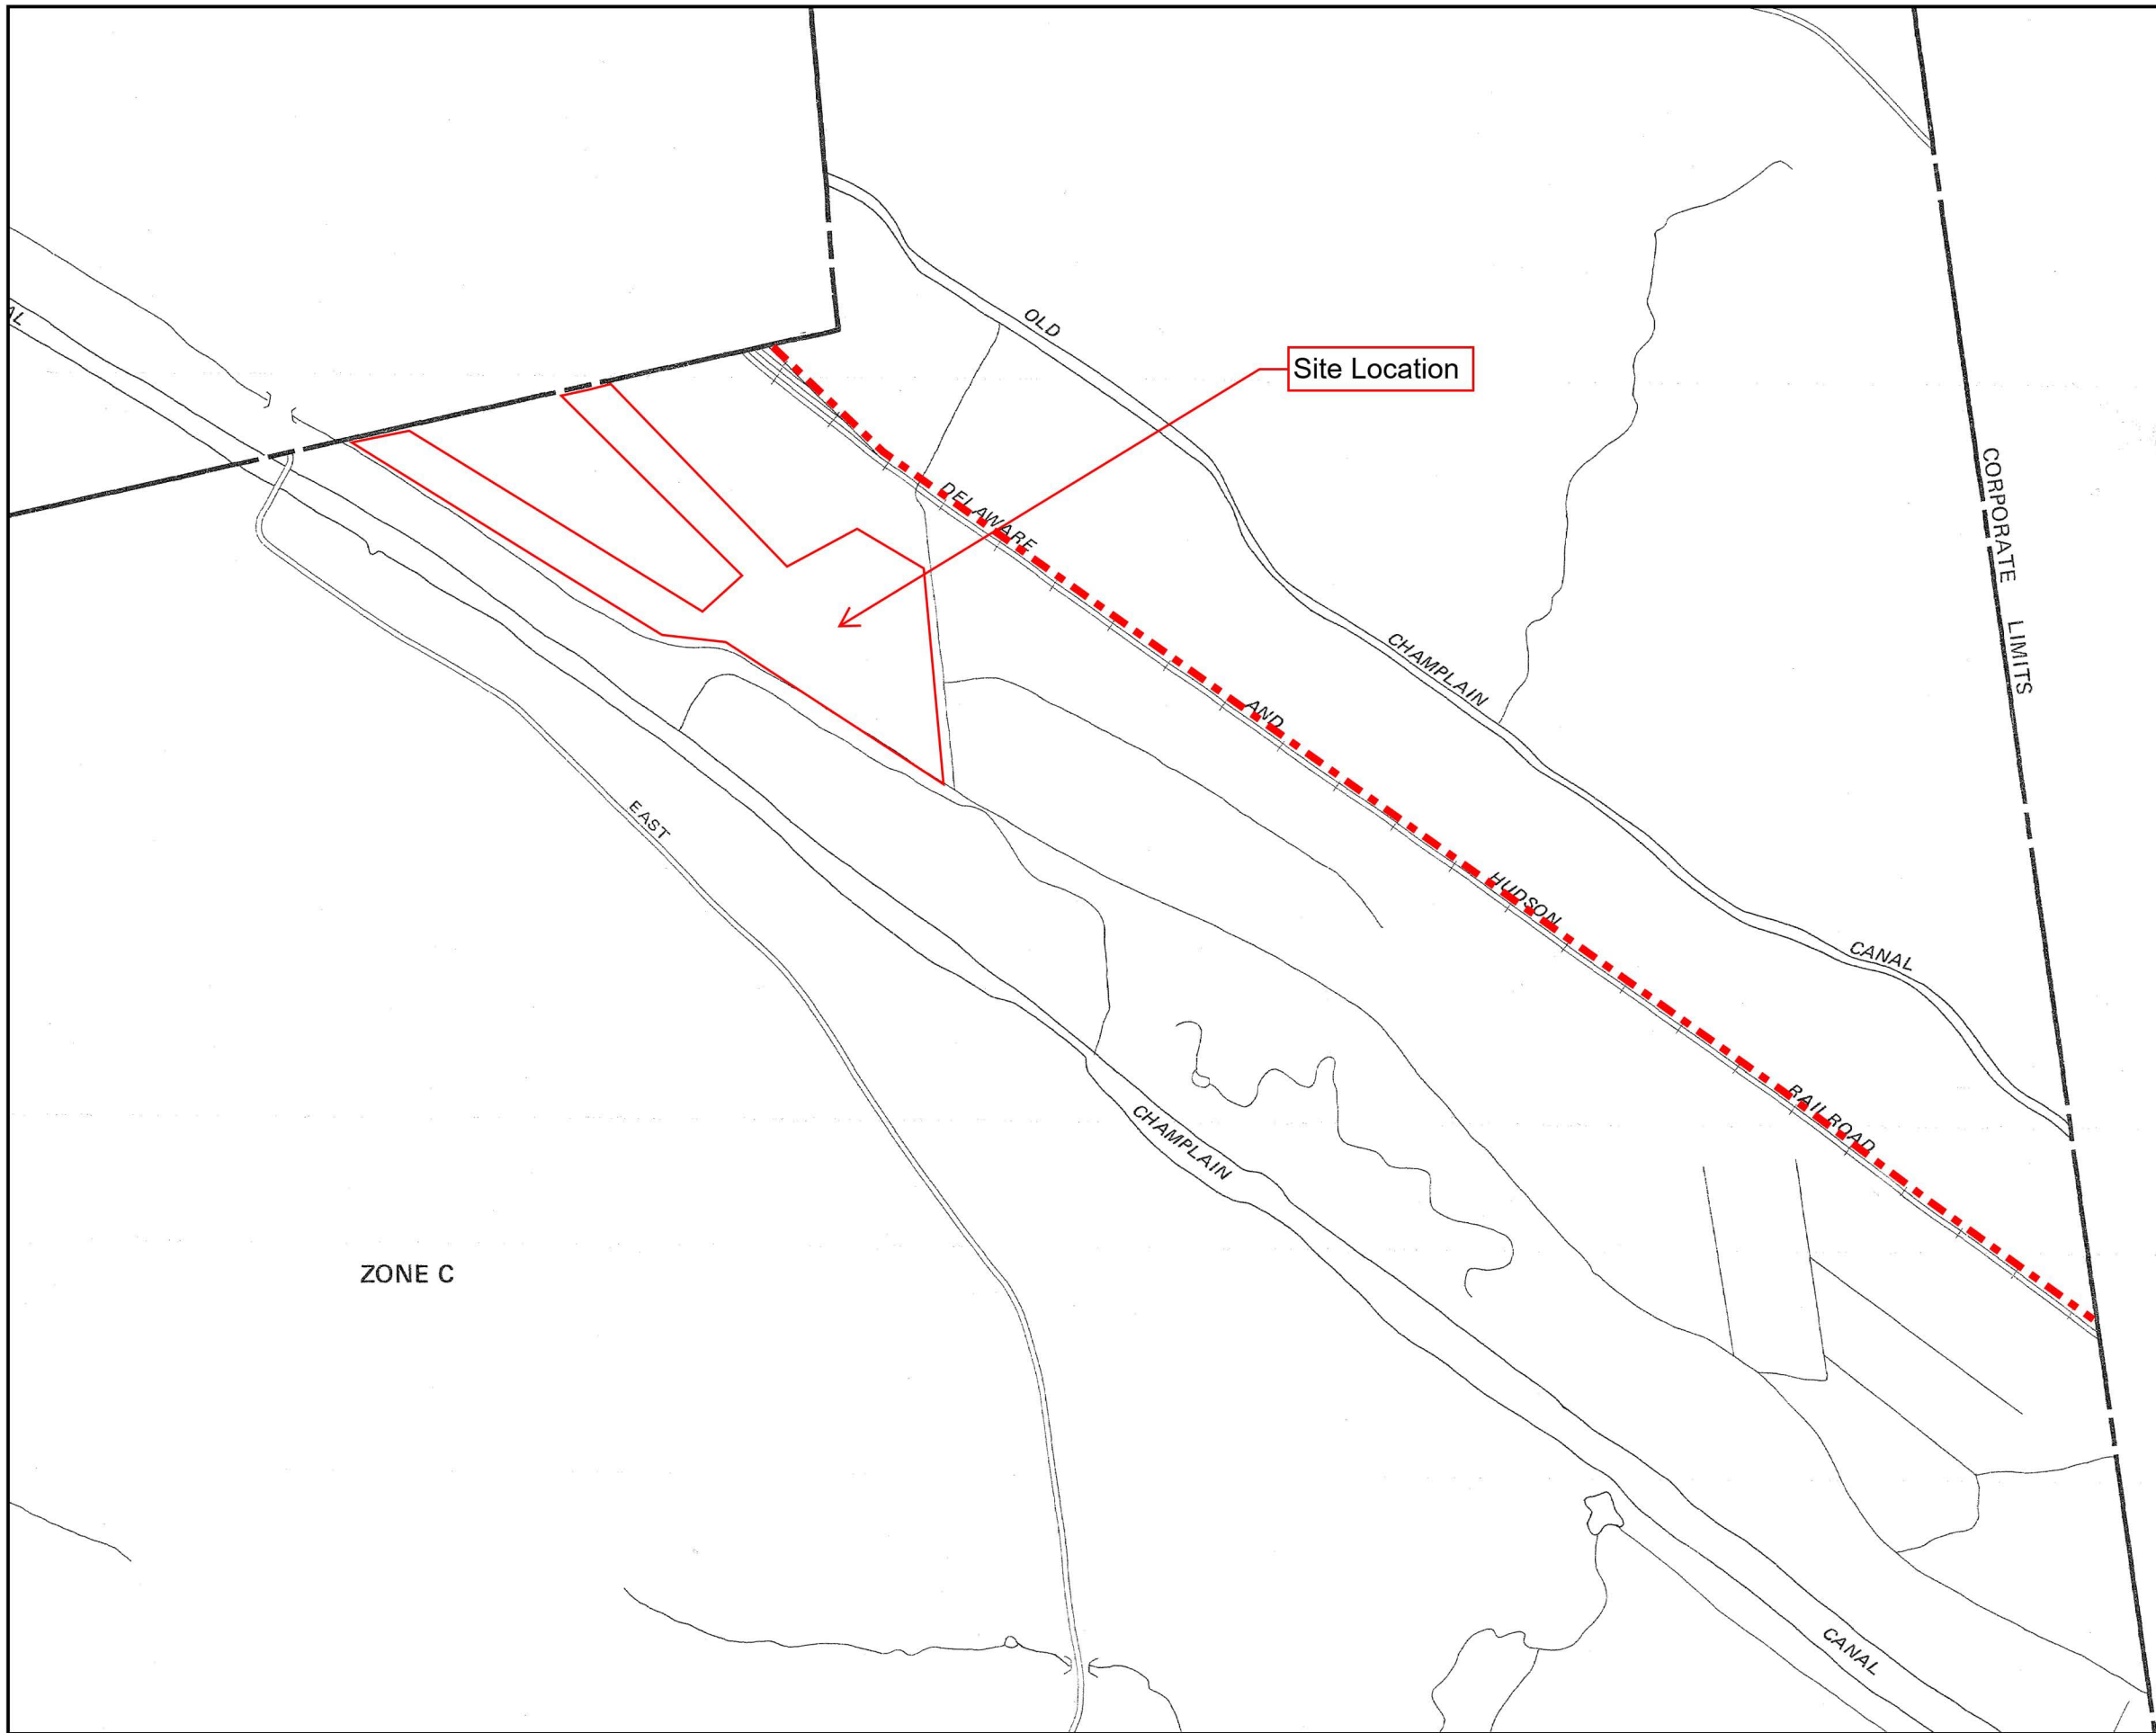 OLD
CHAMPLAIN
CANAL
Site Location
CORPORATE LIMITS
DELAWARE
AND
HUDSON
RAILROAD
EAST
CHAMPLAIN
CANAL
ZONE C